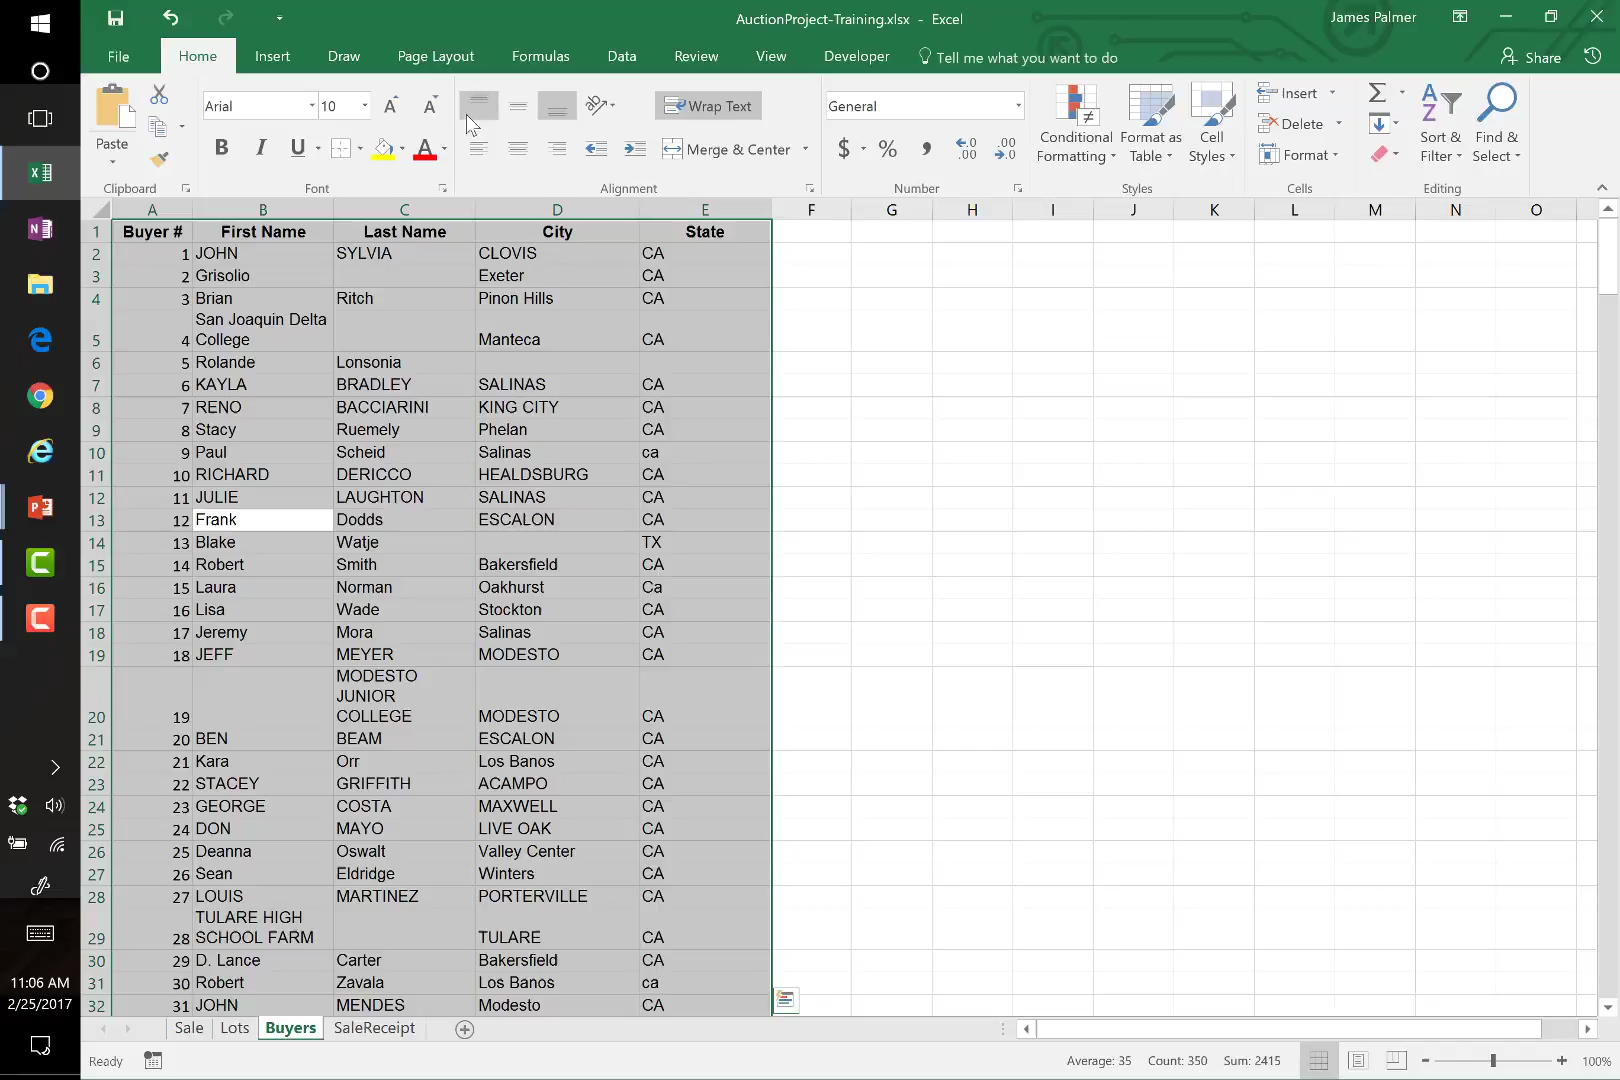 AuctionProject-Training.xlsx - Excel
James Palmer
File Home Insert Draw Page Layout Formulas Data Review View Developer Tell me what you want to do Share
Paste
Arial 10
B I U A
Wrap Text
Merge & Center
General
$ % , .00 .0
Conditional Formatting
Format as Table
Cell Styles
Insert
Delete
Format
Sort & Filter
Find & Select
Clipboard Font Alignment Number Styles Cells Editing
A B C D E F G H I J K L M N O
1 Buyer # First Name Last Name City State
2 1 JOHN SYLVIA CLOVIS CA
3 2 Grisolio Exeter CA
4 3 Brian Ritch Pinon Hills CA
5 4 San Joaquin Delta College Manteca CA
6 5 Rolande Lonsonia
7 6 KAYLA BRADLEY SALINAS CA
8 7 RENO BACCIARINI KING CITY CA
9 8 Stacy Ruemely Phelan CA
10 9 Paul Scheid Salinas ca
11 10 RICHARD DERICCO HEALDSBURG CA
12 11 JULIE LAUGHTON SALINAS CA
13 12 Frank Dodds ESCALON CA
14 13 Blake Watje TX
15 14 Robert Smith Bakersfield CA
16 15 Laura Norman Oakhurst Ca
17 16 Lisa Wade Stockton CA
18 17 Jeremy Mora Salinas CA
19 18 JEFF MEYER MODESTO CA
20 19 MODESTO JUNIOR COLLEGE MODESTO CA
21 20 BEN BEAM ESCALON CA
22 21 Kara Orr Los Banos CA
23 22 STACEY GRIFFITH ACAMPO CA
24 23 GEORGE COSTA MAXWELL CA
25 24 DON MAYO LIVE OAK CA
26 25 Deanna Oswalt Valley Center CA
27 26 Sean Eldridge Winters CA
28 27 LOUIS MARTINEZ PORTERVILLE CA
29 28 TULARE HIGH SCHOOL FARM TULARE CA
30 29 D. Lance Carter Bakersfield CA
31 30 Robert Zavala Los Banos ca
32 31 JOHN MENDES Modesto CA
Sale Lots Buyers SaleReceipt
Ready
Average: 35 Count: 350 Sum: 2415
100%
11:06 AM
2/25/2017